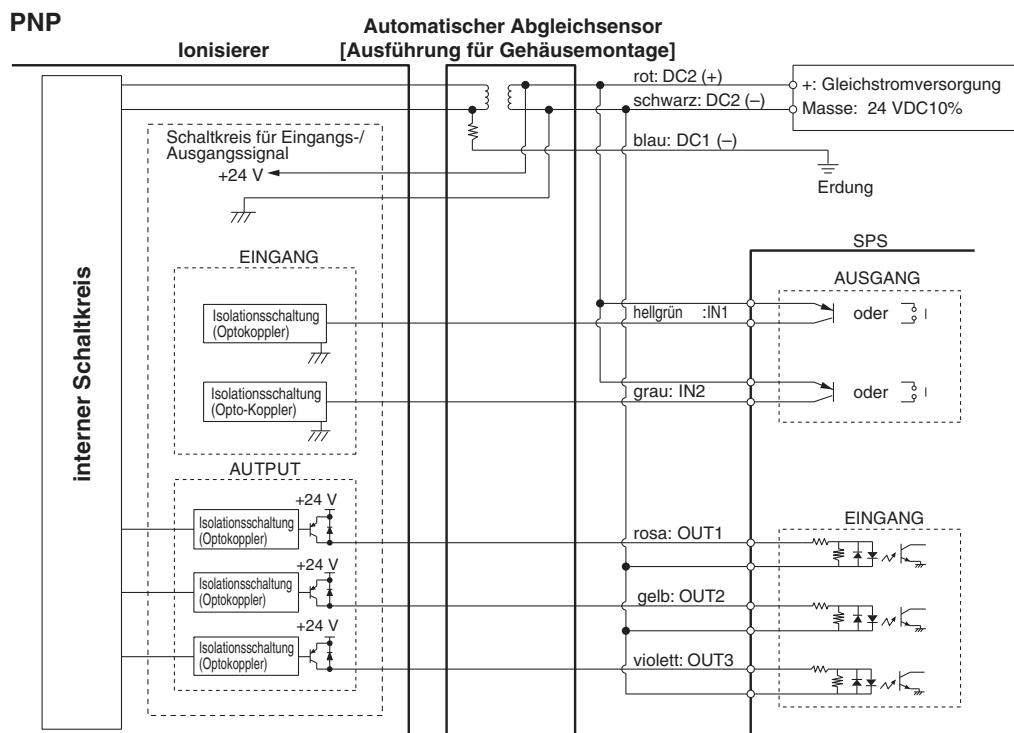 PNP
Automatischer Abgleichsensor
Ionisierer
[Ausführung für Gehäusemontage]
rot: DC2 (+)
+: Gleichstromversorgung
schwarz: DC2 (–)
Masse: 24 VDC10%
Schaltkreis für Eingangs-/
Ausgangssignal
blau: DC1 (–)
+24 V
Erdung
interner Schaltkreis
SPS
EINGANG
AUSGANG
Isolationsschaltung
(Optokoppler)
hellgrün :IN1
oder
Isolationsschaltung
(Opto-Koppler)
grau: IN2
oder
AUTPUT
+24 V
Isolationsschaltung
(Optokoppler)
rosa: OUT1
EINGANG
+24 V
Isolationsschaltung
(Optokoppler)
gelb: OUT2
+24 V
Isolationsschaltung
(Optokoppler)
violett: OUT3